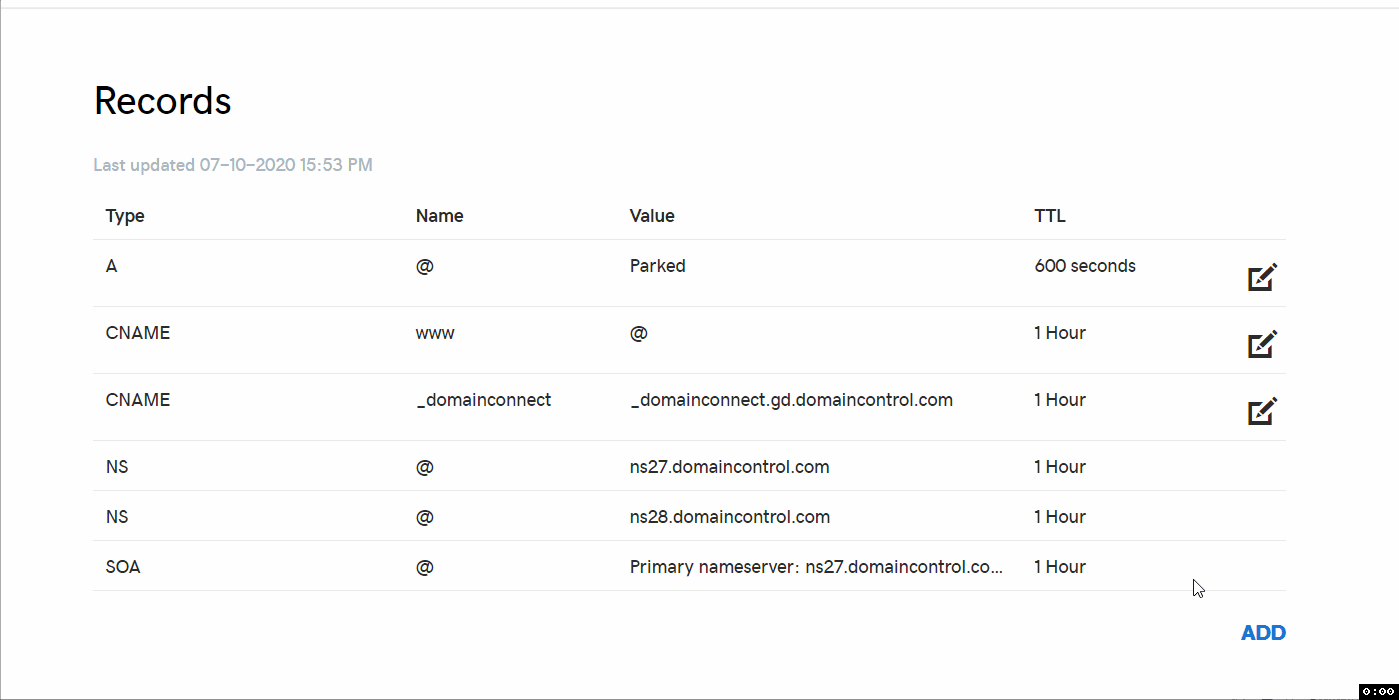 Records
Last updated 07-10-2020 15:53 PM
Type Name Value TTL
A @ Parked 600 seconds
CNAME www @ 1 Hour
CNAME _domainconnect _domainconnect.gd.domaincontrol.com 1 Hour
NS @ ns27.domaincontrol.com 1 Hour
NS @ ns28.domaincontrol.com 1 Hour
SOA @ Primary nameserver: ns27.domaincontrol.co... 1 Hour
ADD
0:00